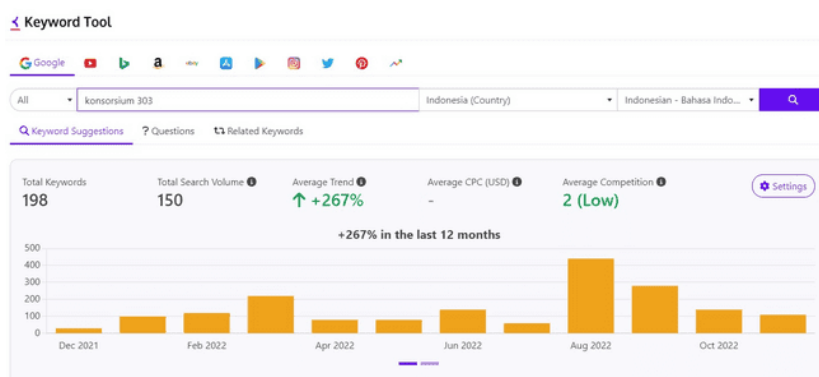 Keyword Tool
Google
a
ebay
All konsorsium 303 Indonesia (Country) Indonesian - Bahasa Indo...
Keyword Suggestions ? Questions Related Keywords
Total Keywords Total Search Volume Average Trend Average CPC (USD) Average Competition
198 150 +267% - 2 (Low) Settings
+267% in the last 12 months
500
400
300
200
100
0
Dec 2021 Feb 2022 Apr 2022 Jun 2022 Aug 2022 Oct 2022